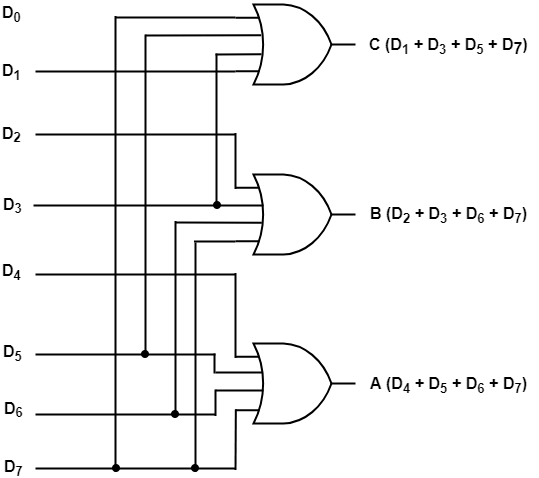 D₀
C (D₁ + D₃ + D₅ + D₇)
D₁
D₂
D₃
B (D₂ + D₃ + D₆ + D₇)
D₄
D₅
A (D₄ + D₅ + D₆ + D₇)
D₆
D₇